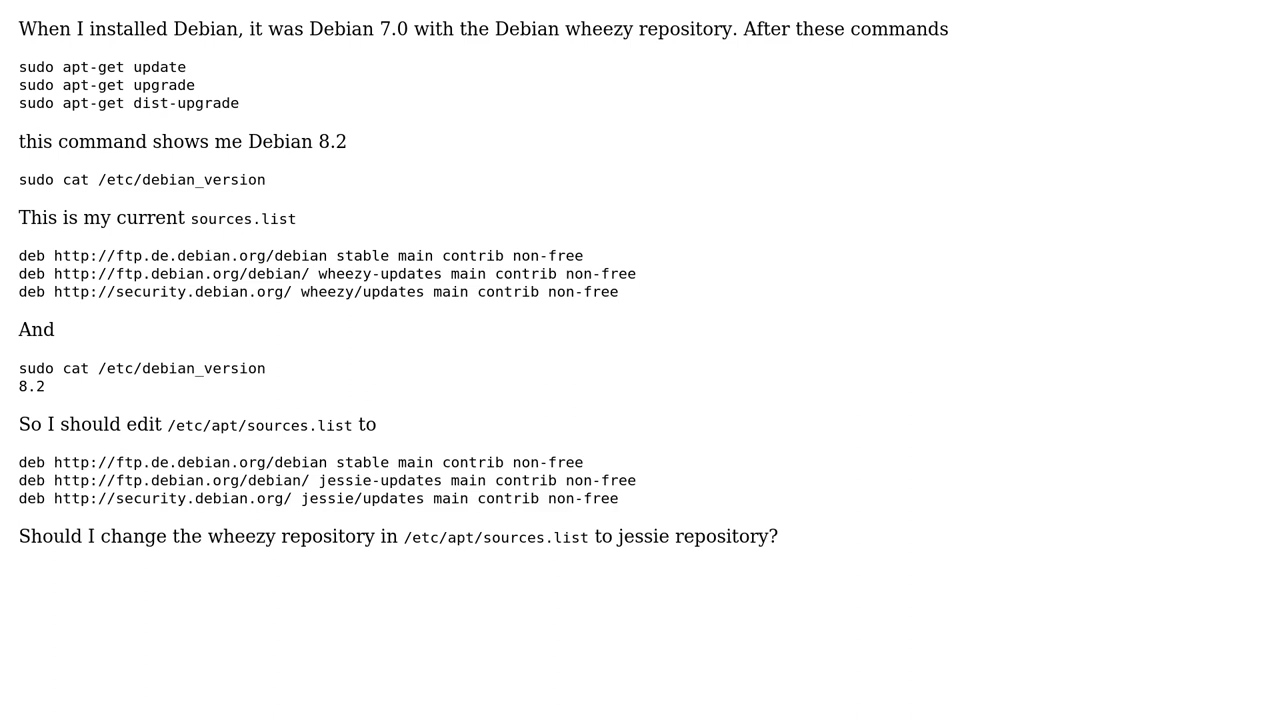 When I installed Debian, it was Debian 7.0 with the Debian wheezy repository. After these commands
sudo apt-get update
sudo apt-get upgrade
sudo apt-get dist-upgrade
this command shows me Debian 8.2
sudo cat /etc/debian_version
This is my current sources.list
deb http://ftp.de.debian.org/debian stable main contrib non-free
deb http://ftp.debian.org/debian/ wheezy-updates main contrib non-free
deb http://security.debian.org/ wheezy/updates main contrib non-free
And
sudo cat /etc/debian_version
8.2
So I should edit /etc/apt/sources.list to
deb http://ftp.de.debian.org/debian stable main contrib non-free
deb http://ftp.debian.org/debian/ jessie-updates main contrib non-free
deb http://security.debian.org/ jessie/updates main contrib non-free
Should I change the wheezy repository in /etc/apt/sources.list to jessie repository?